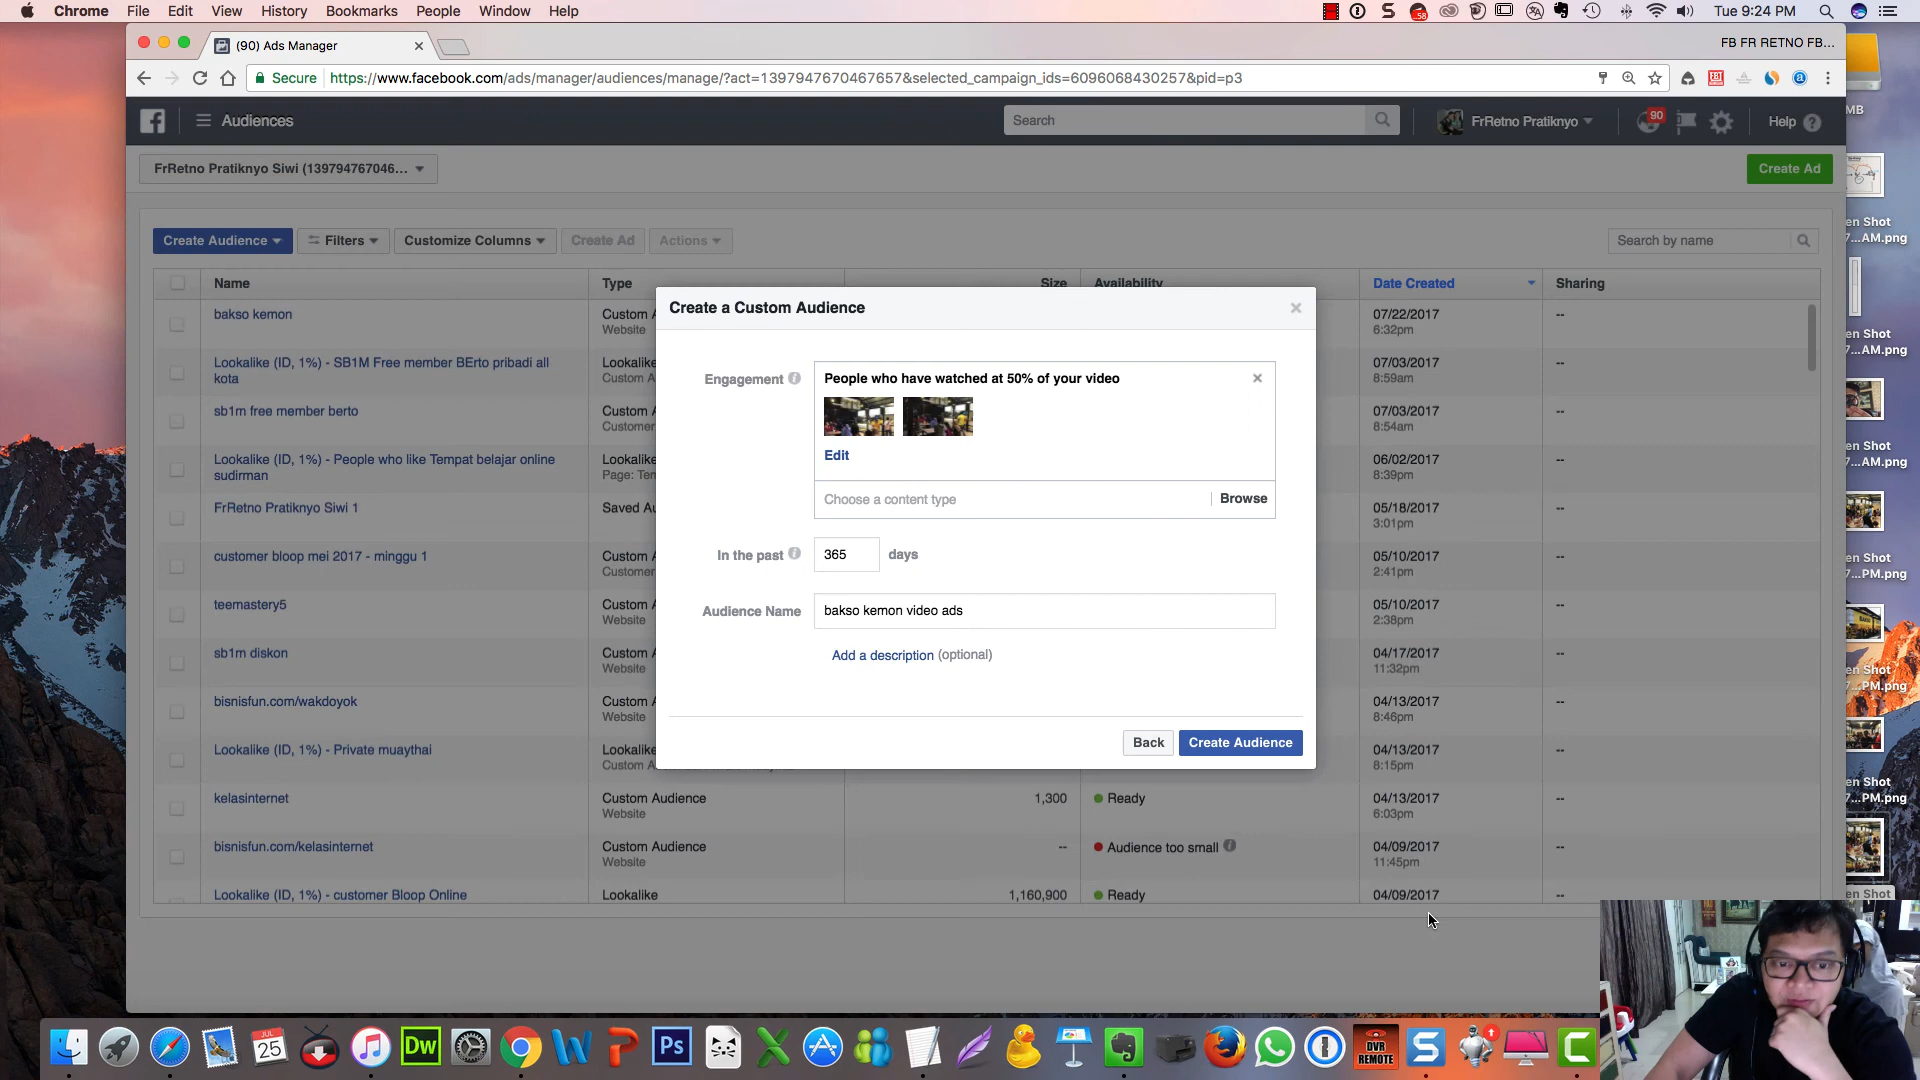 Chrome File Edit View History Bookmarks People Window Help
58
Tue 9:24 PM
(90) Ads Manager
FB FR RETNO FB...
Secure https://www.facebook.com/ads/manager/audiences/manage/?act=1397947670467657&selected_campaign_ids=6096068430257&pid=p3
Audiences
Search
FrRetno Pratiknyo
90
Help
FrRetno Pratiknyo Siwi (139794767046...
Create Ad
Create Audience
Filters
Customize Columns
Create Ad
Actions
Search by name
Name
Type
Size
Availability
Date Created
Sharing
bakso kemon
Custom A
Website
07/22/2017
6:32pm
--
Lookalike (ID, 1%) - SB1M Free member BErto pribadi all
kota
Lookalike
Custom A
07/03/2017
8:59am
--
sb1m free member berto
Custom A
Customer
07/03/2017
8:54am
--
Lookalike (ID, 1%) - People who like Tempat belajar online
sudirman
Lookalike
Page: Tem
06/02/2017
8:39pm
--
FrRetno Pratiknyo Siwi 1
Saved Au
05/18/2017
3:01pm
--
customer bloop mei 2017 - minggu 1
Custom A
Customer
05/10/2017
2:41pm
--
teemastery5
Custom A
Website
05/10/2017
2:38pm
--
sb1m diskon
Custom A
Website
04/17/2017
11:32pm
--
bisnisfun.com/wakdoyok
Custom A
Website
04/13/2017
8:46pm
--
Lookalike (ID, 1%) - Private muaythai
Lookalike
Custom A
04/13/2017
8:15pm
--
kelasinternet
Custom Audience
Website
1,300
Ready
04/13/2017
6:03pm
--
bisnisfun.com/kelasinternet
Custom Audience
Website
--
Audience too small
04/09/2017
11:45pm
--
Lookalike (ID, 1%) - customer Bloop Online
Lookalike
1,160,900
Ready
04/09/2017
--
Create a Custom Audience
Engagement
People who have watched at 50% of your video
Edit
Choose a content type
Browse
In the past
365
days
Audience Name
bakso kemon video ads
Add a description (optional)
Back
Create Audience
MB
en Shot
7...AM.png
en Shot
7...AM.png
en Shot
7...AM.png
en Shot
7...PM.png
en Shot
7...PM.png
en Shot
7...PM.png
en Shot
JUL
25
Dw
Ps
DVR
REMOTE